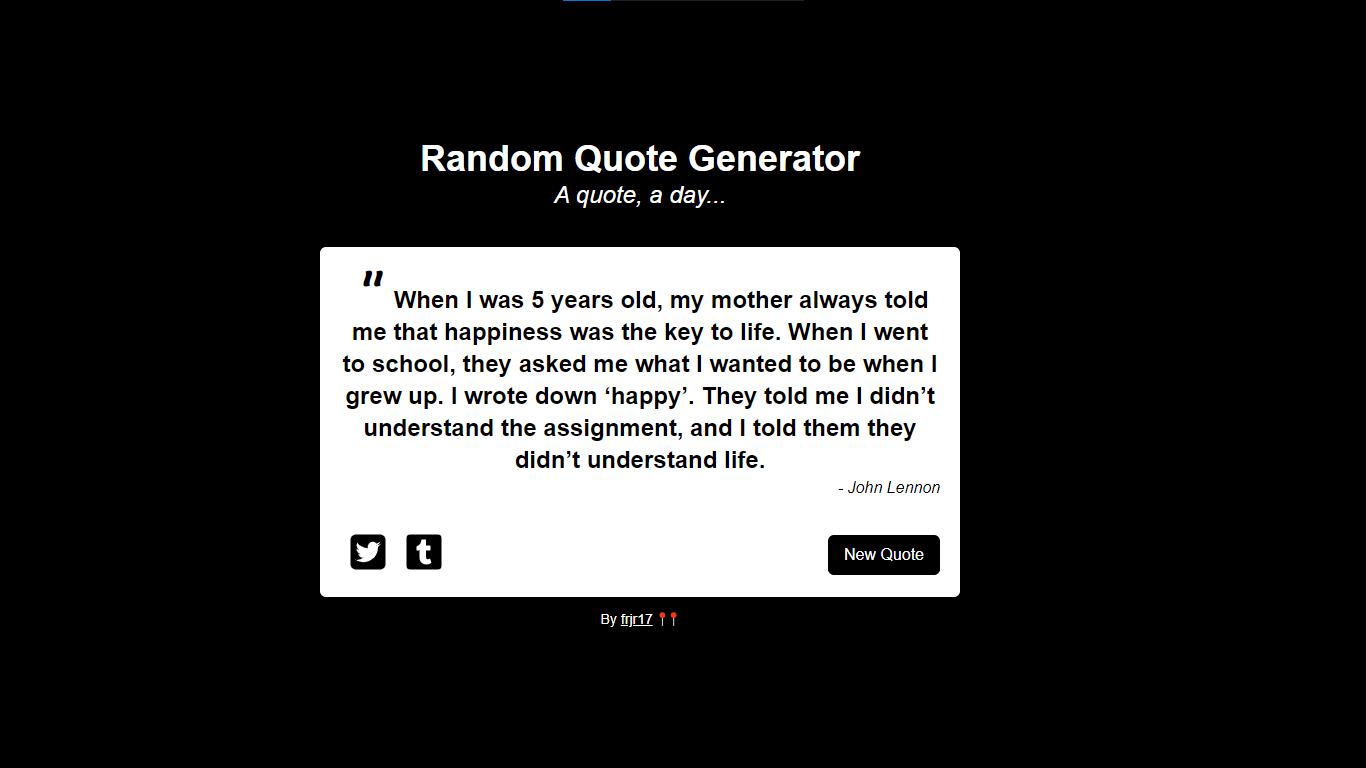 Random Quote Generator
A quote, a day...
" When I was 5 years old, my mother always told
me that happiness was the key to life. When I went
to school, they asked me what I wanted to be when I
grew up. I wrote down ‘happy’. They told me I didn’t
understand the assignment, and I told them they
didn’t understand life.
- John Lennon
New Quote
By frjr17